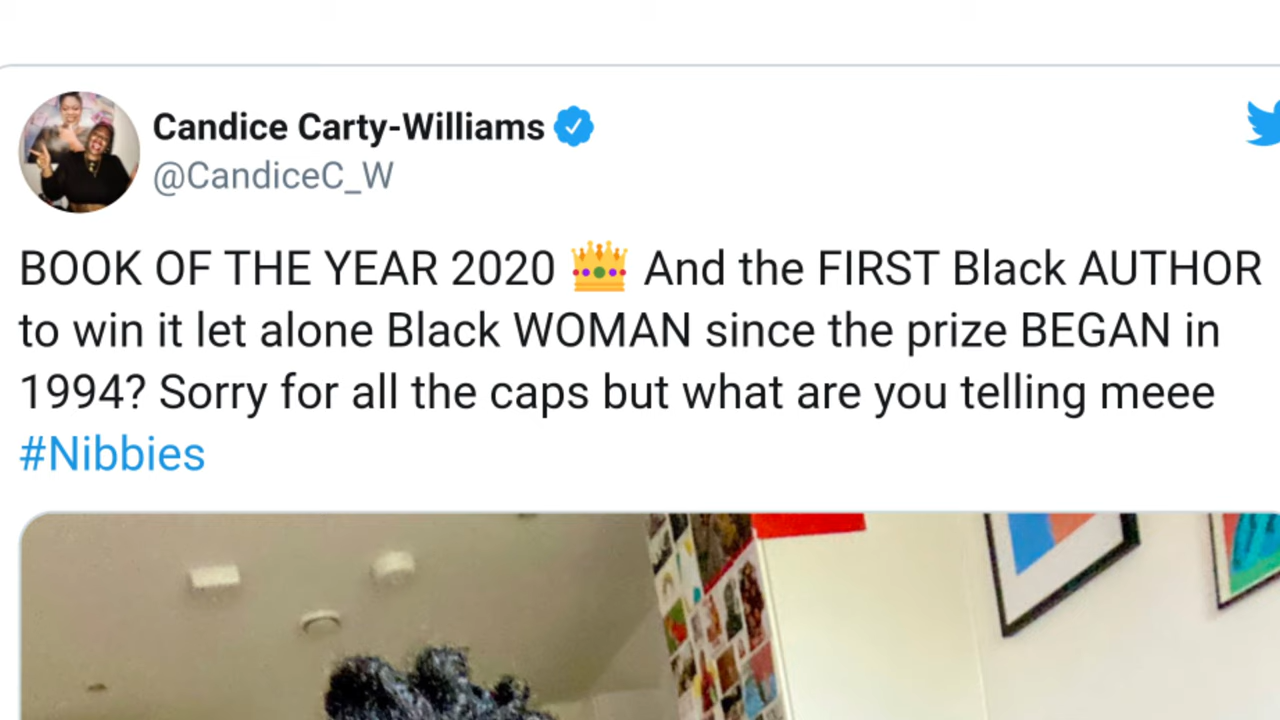 Candice Carty-Williams
@CandiceC_W
BOOK OF THE YEAR 2020 👑 And the FIRST Black AUTHOR
to win it let alone Black WOMAN since the prize BEGAN in
1994? Sorry for all the caps but what are you telling meee
#Nibbies